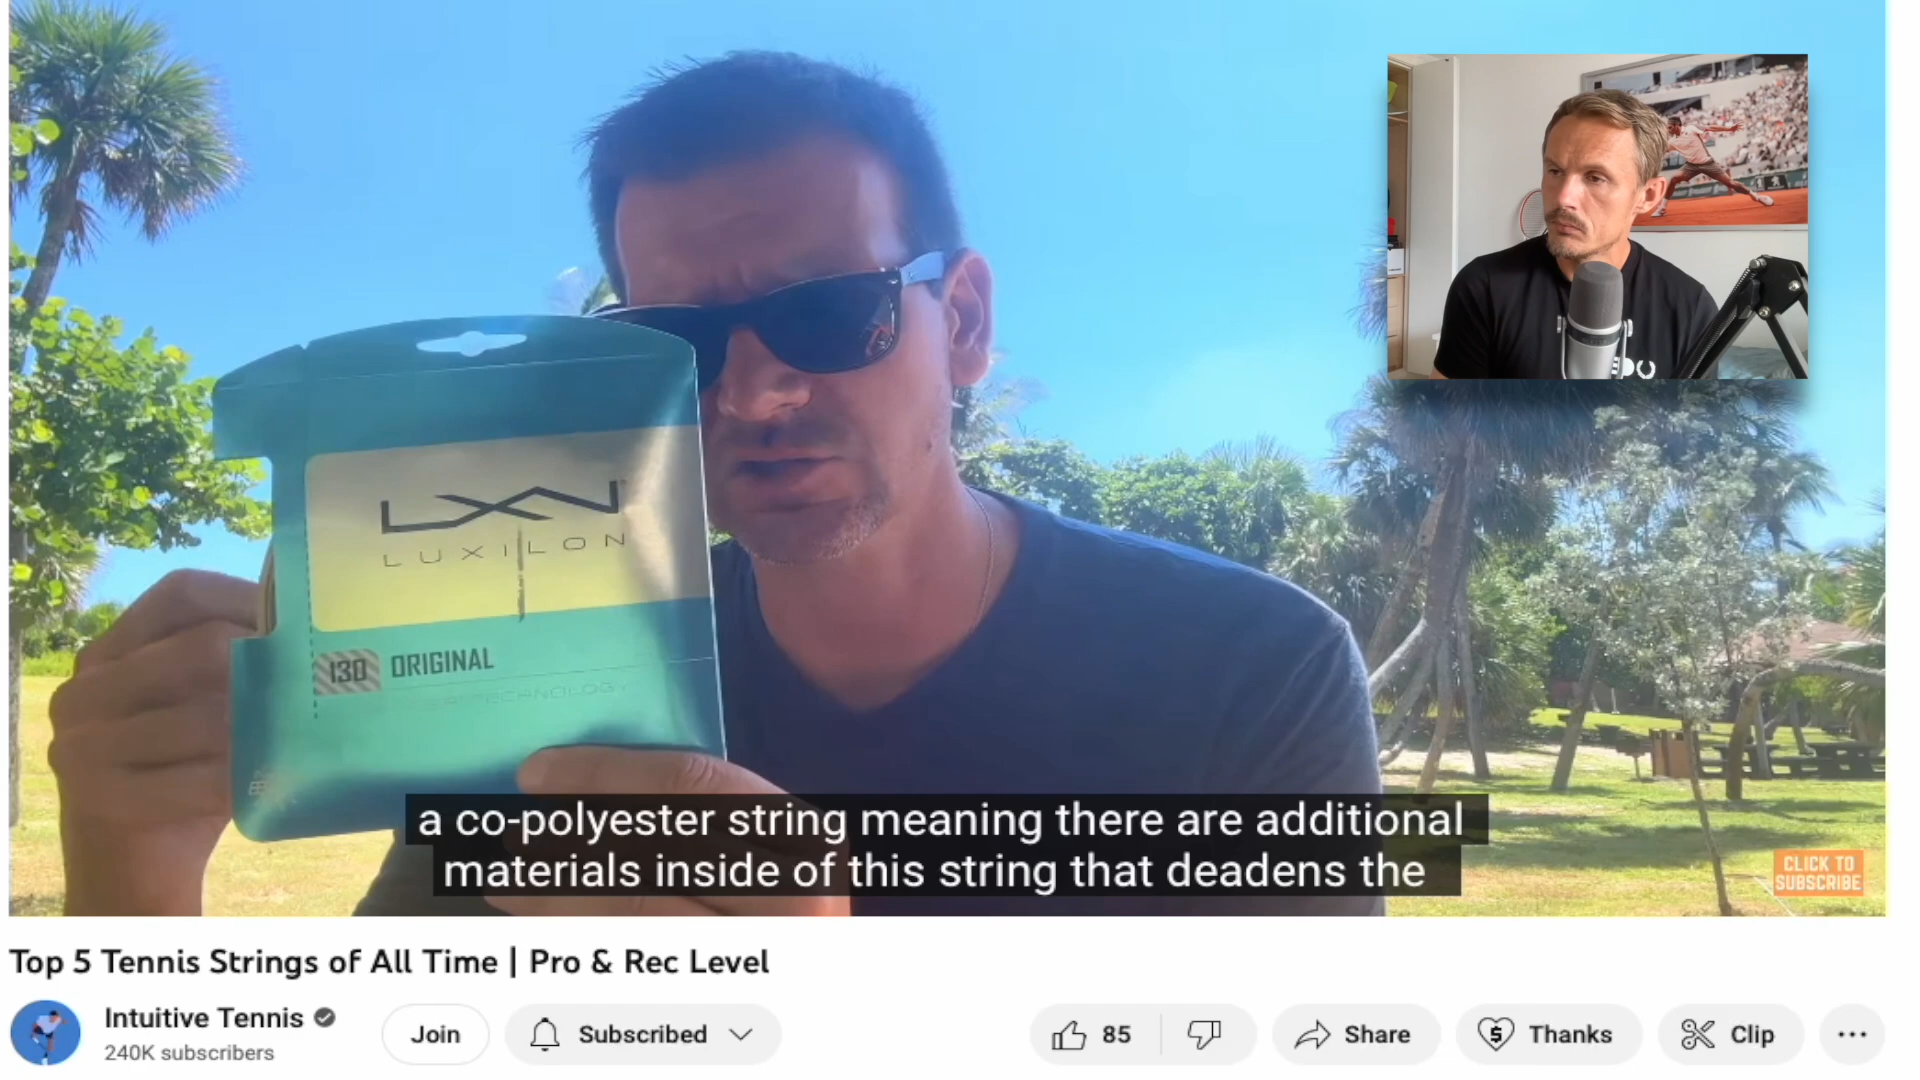 LXN
LUXILON
130 ORIGINAL
a co-polyester string meaning there are additional
materials inside of this string that deadens the
CLICK TO
SUBSCRIBE
Top 5 Tennis Strings of All Time | Pro & Rec Level
Intuitive Tennis
240K subscribers
Join
Subscribed
85
Share
Thanks
Clip